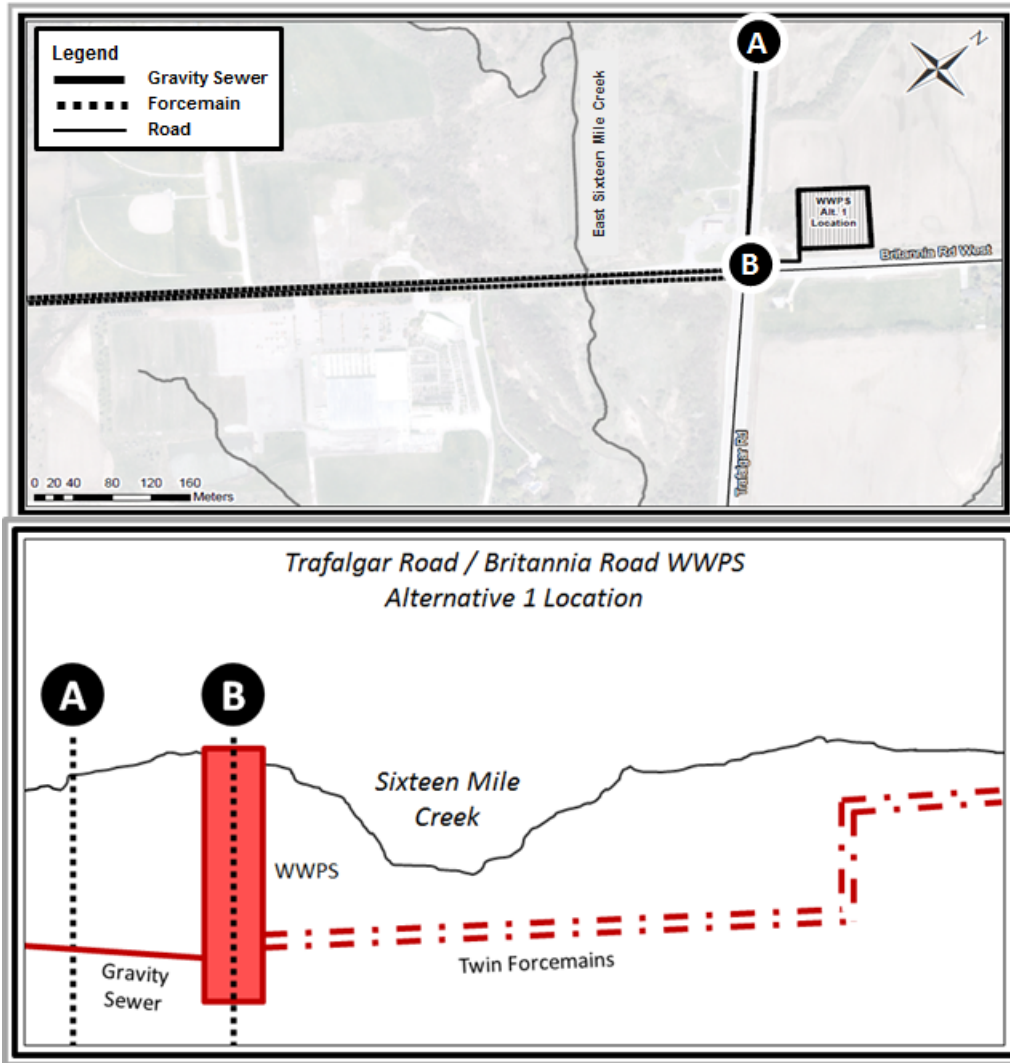 Legend
Gravity Sewer
Forcemain
Road
A
N
East Sixteen Mile Creek
WWPS
Alt. 1
Location
B
Britannia Rd West
Trafalgar Rd
0 20 40 80 120 160
Meters
Trafalgar Road / Britannia Road WWPS
Alternative 1 Location
A
B
Sixteen Mile
Creek
WWPS
Gravity
Sewer
Twin Forcemains